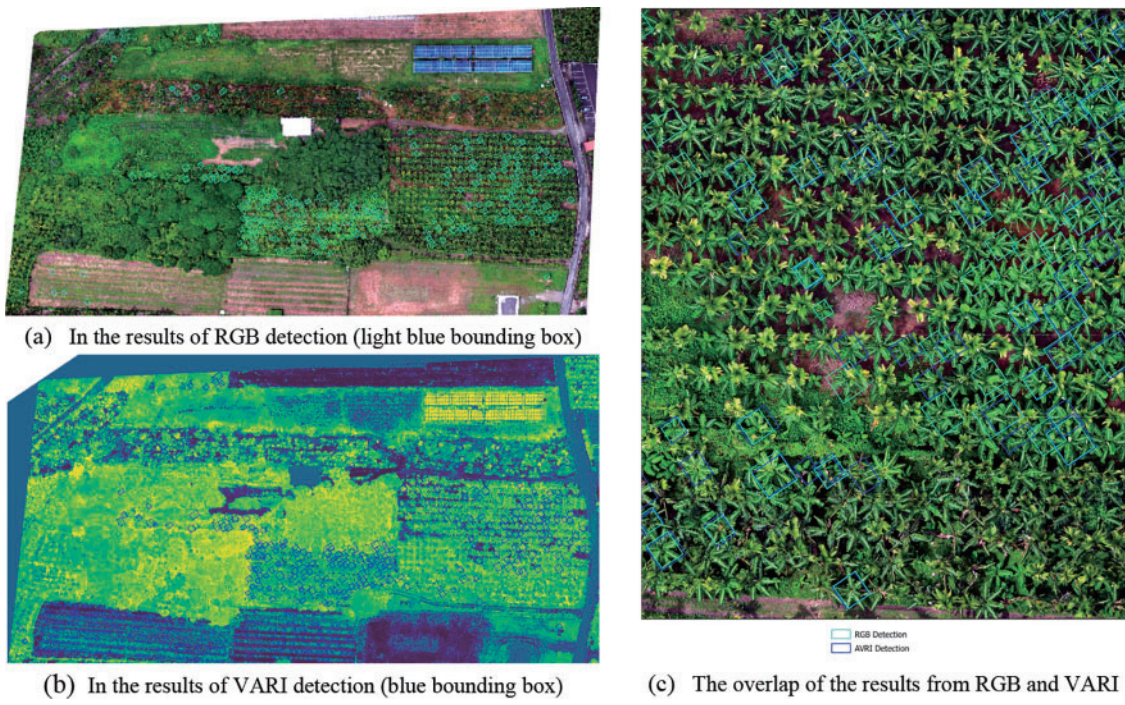 (a) In the results of RGB detection (light blue bounding box)
(b) In the results of VARI detection (blue bounding box)
RGB Detection
AVRI Detection
(c) The overlap of the results from RGB and VARI